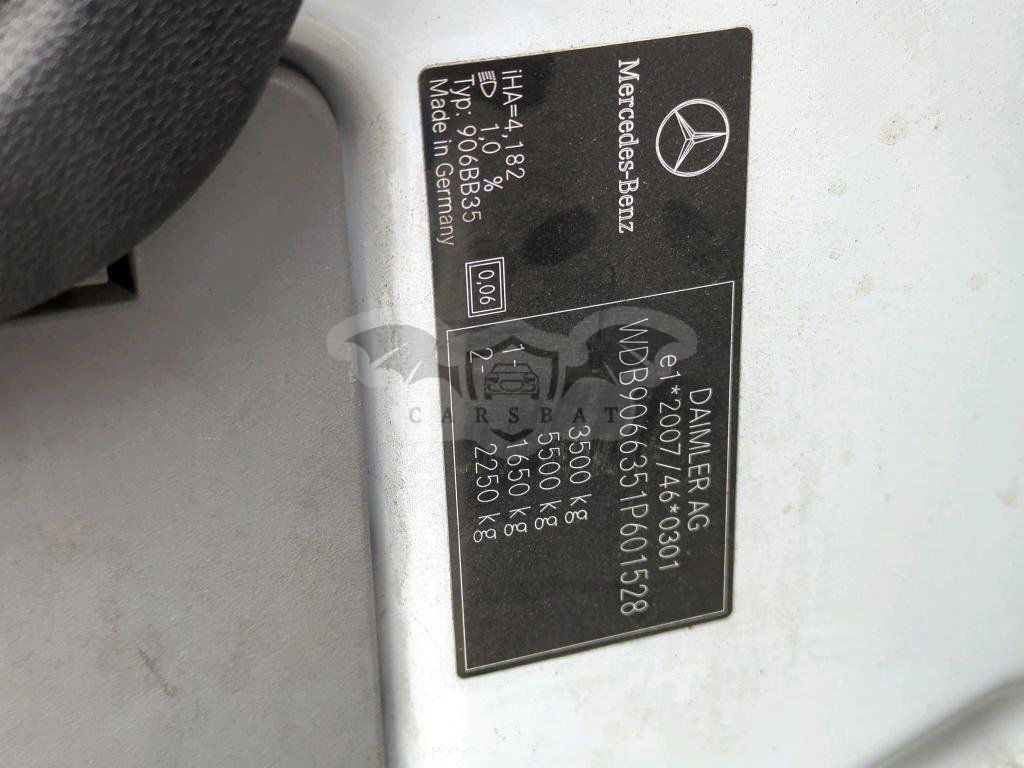 Mercedes-Benz
iHA=4,182
1,0 %
Typ: 906BB35
Made in Germany
0,06
DAIMLER AG
e1*2007/46*0301
WDB9066351P601528
3500 kg
5500 kg
1- 1650 kg
2- 2250 kg
CARSBAT